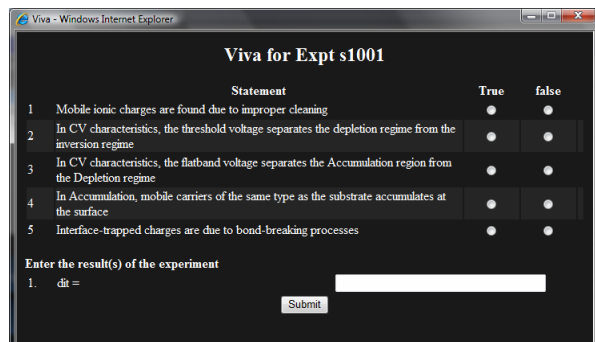 Viva - Windows Internet Explorer
Viva for Expt s1001
Statement True false
1 Mobile ionic charges are found due to improper cleaning
2 In CV characteristics, the threshold voltage separates the depletion regime from the
inversion regime
3 In CV characteristics, the flatband voltage separates the Accumulation region from
the Depletion regime
4 In Accumulation, mobile carriers of the same type as the substrate accumulates at
the surface
5 Interface-trapped charges are due to bond-breaking processes
Enter the result(s) of the experiment
1. dit =
Submit